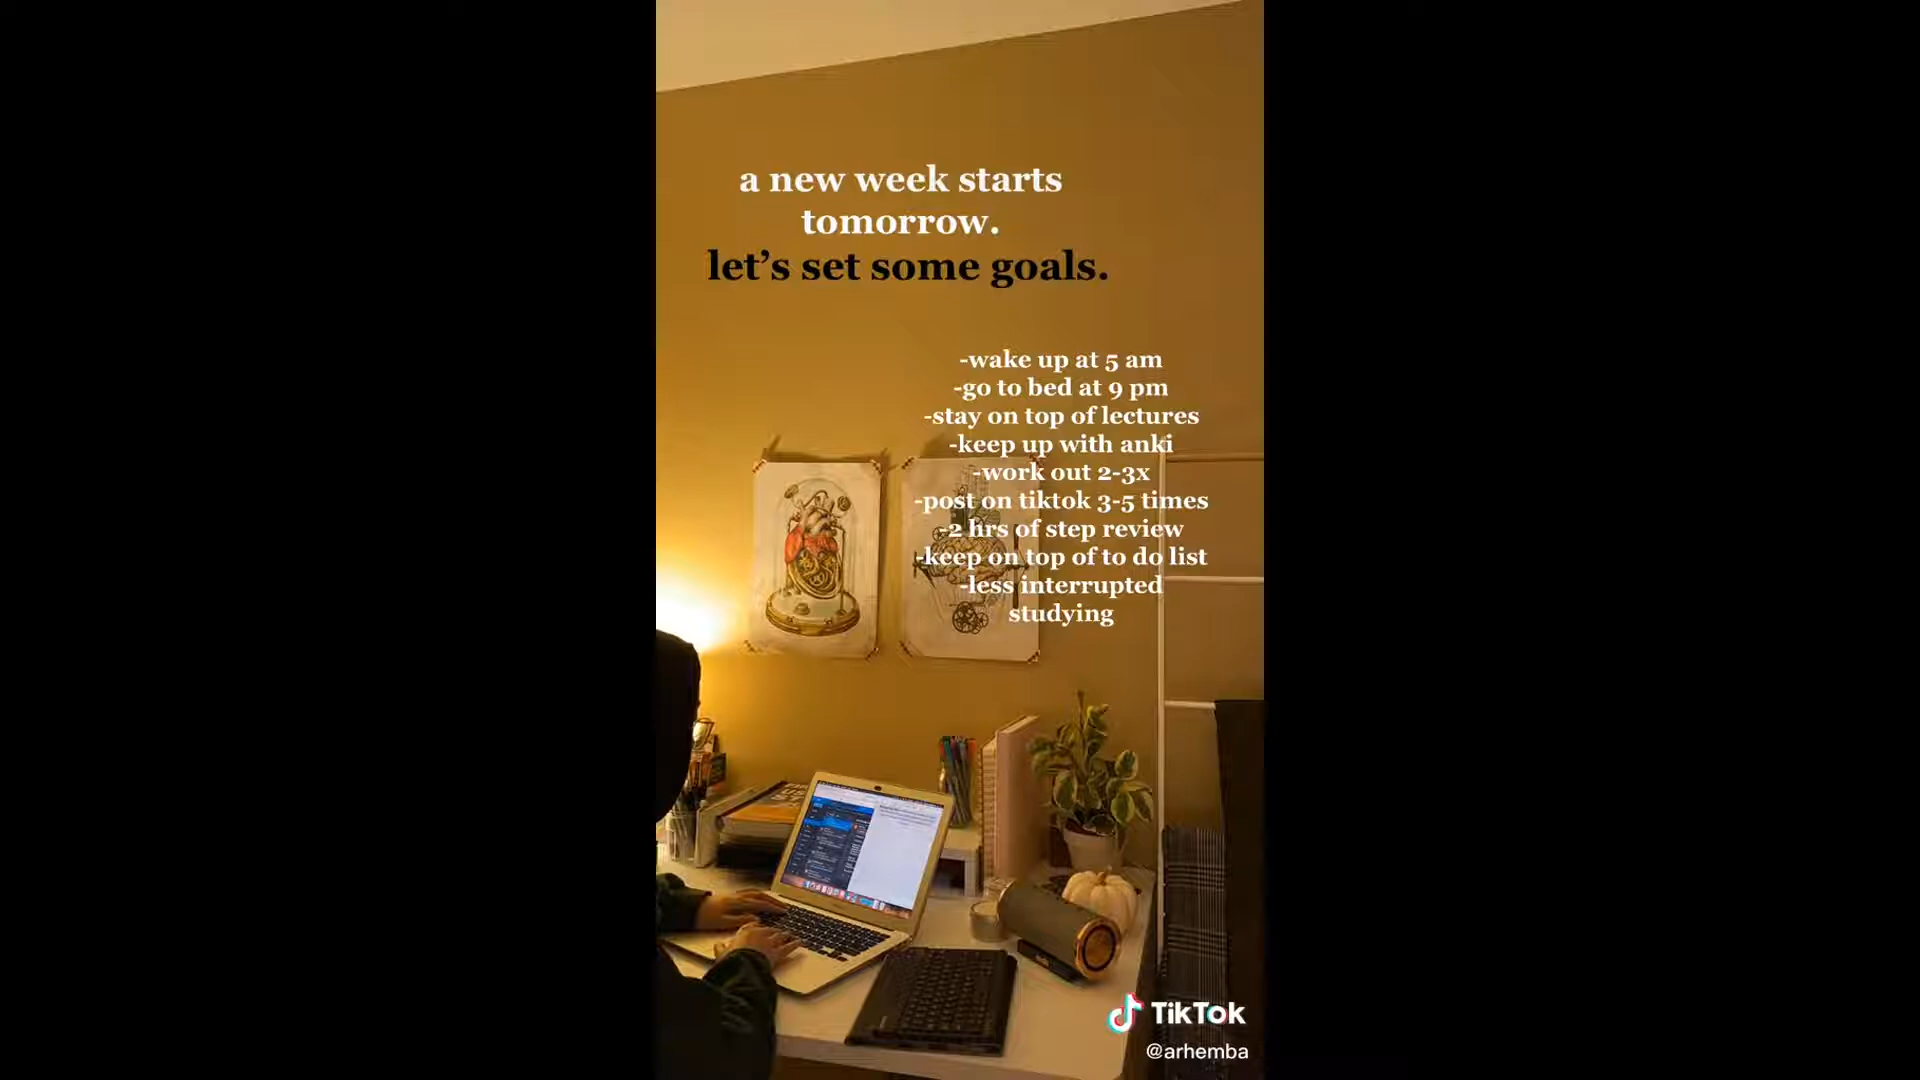 a new week starts
tomorrow.
let's set some goals.
-wake up at 5 am
-go to bed at 9 pm
-stay on top of lectures
-keep up with anki
-work out 2-3x
-post on tiktok 3-5 times
-2 hrs of step review
-keep on top of to do list
-less interrupted
studying
TikTok
@arhemba